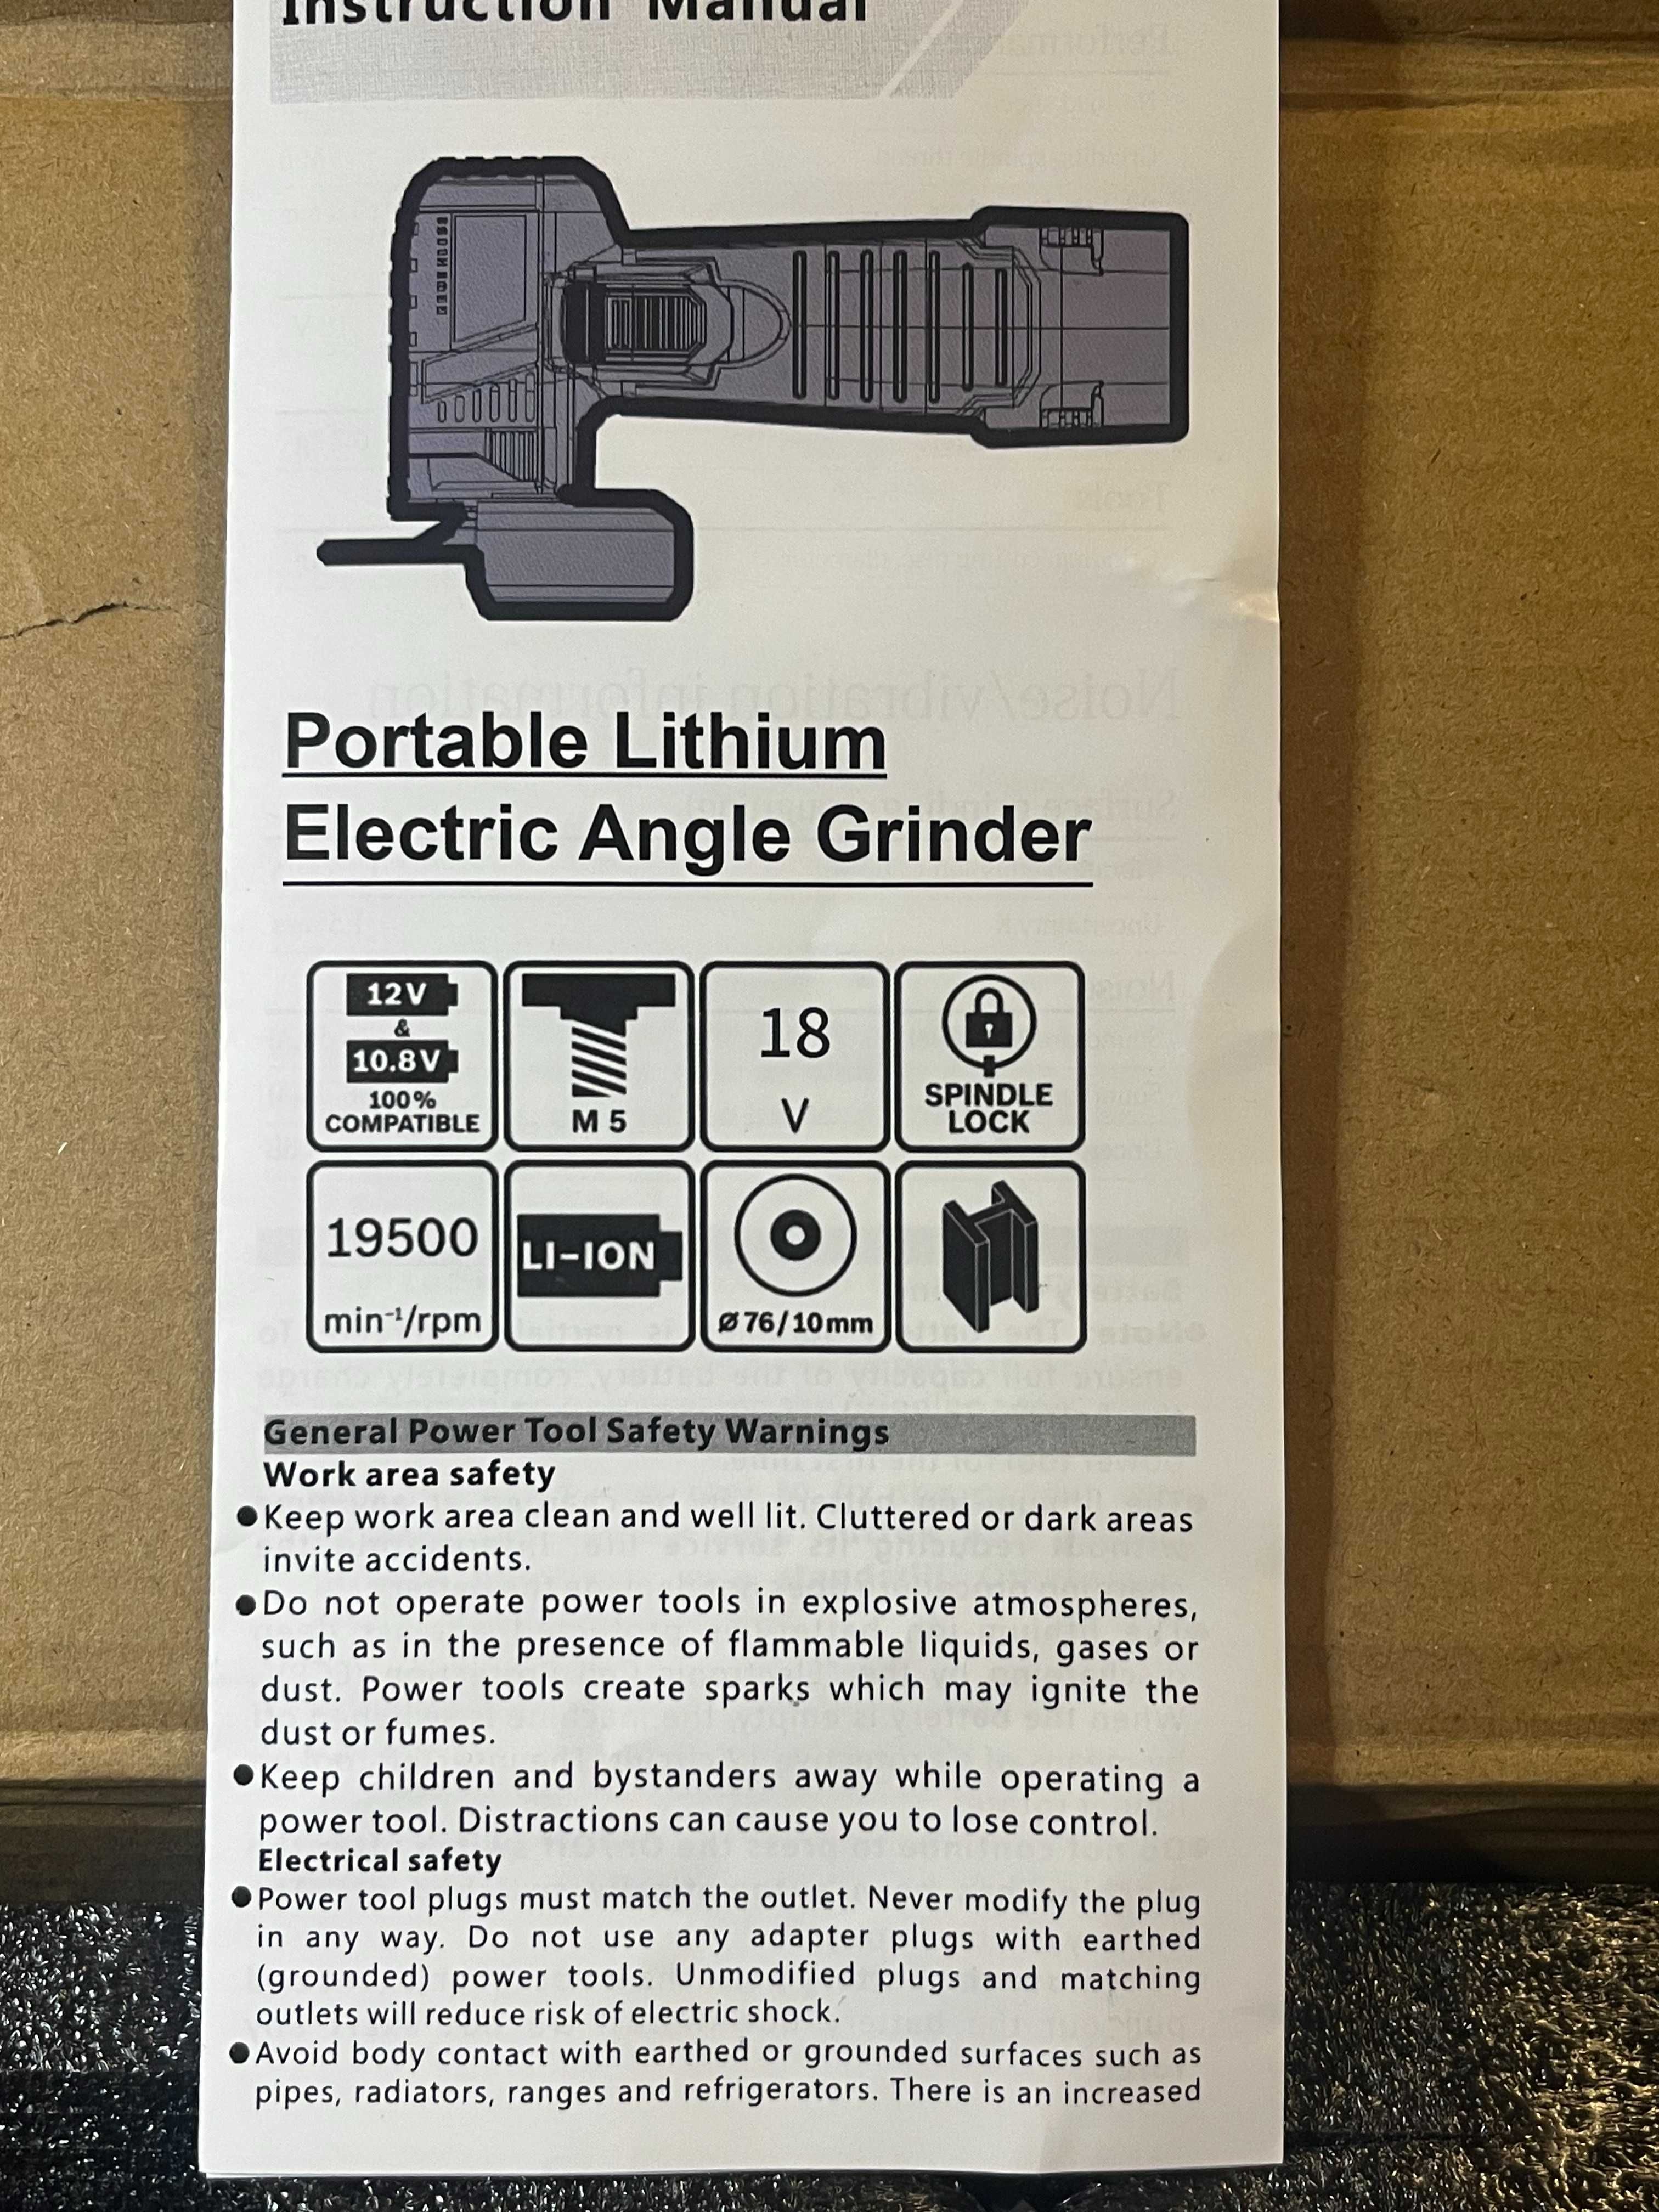 Instruction Manual
Portable Lithium
Electric Angle Grinder
12V
&
10.8V
100%
COMPATIBLE
M 5
18
V
SPINDLE
LOCK
19500
min⁻¹/rpm
LI-ION
Ø76/10mm
General Power Tool Safety Warnings
Work area safety
●Keep work area clean and well lit. Cluttered or dark areas
invite accidents.
●Do not operate power tools in explosive atmospheres,
such as in the presence of flammable liquids, gases or
dust. Power tools create sparks which may ignite the
dust or fumes.
●Keep children and bystanders away while operating a
power tool. Distractions can cause you to lose control.
Electrical safety
●Power tool plugs must match the outlet. Never modify the plug
in any way. Do not use any adapter plugs with earthed
(grounded) power tools. Unmodified plugs and matching
outlets will reduce risk of electric shock.
●Avoid body contact with earthed or grounded surfaces such as
pipes, radiators, ranges and refrigerators. There is an increased